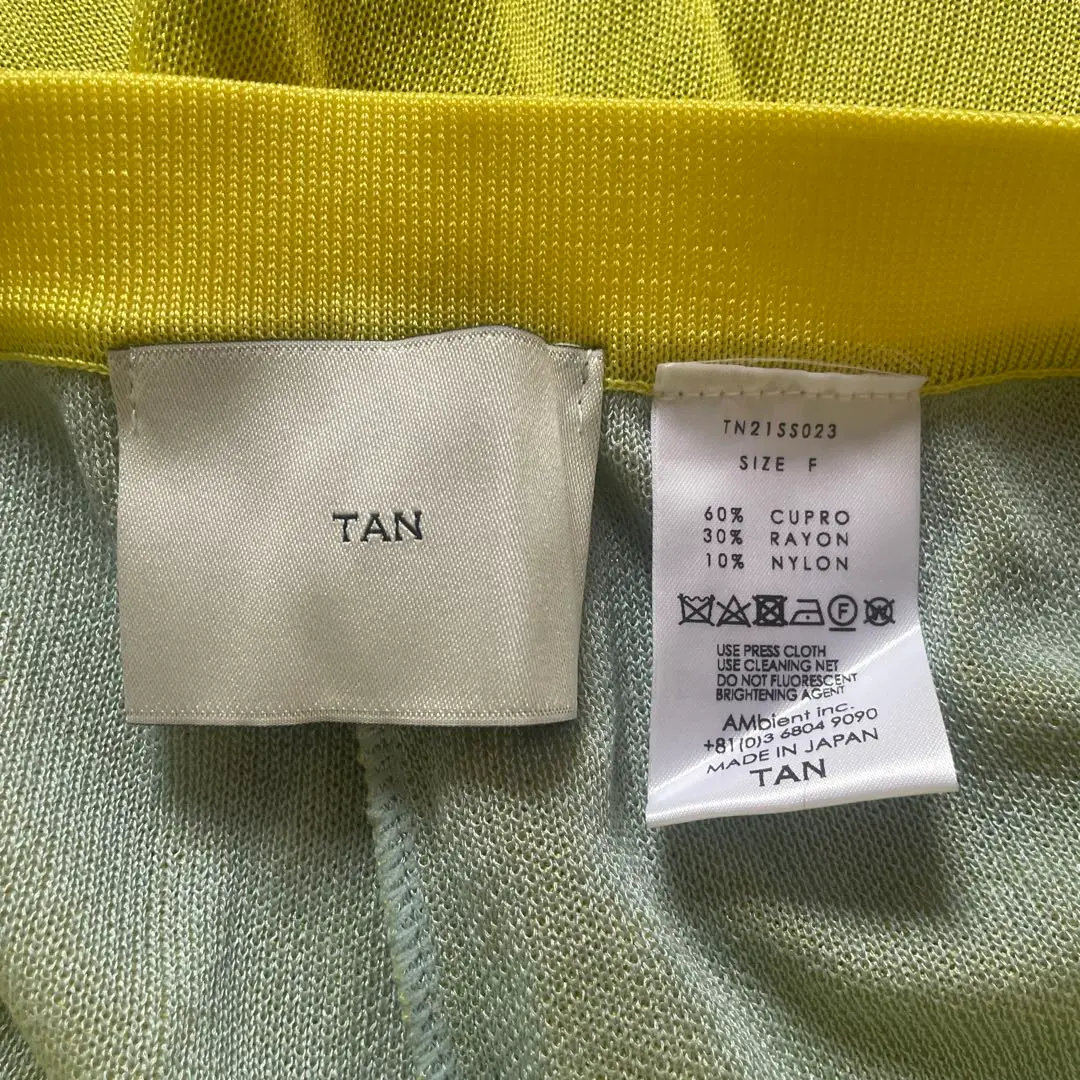 TAN
TN21SS023
SIZE F
60% CUPRO
30% RAYON
10% NYLON
F W
USE PRESS CLOTH
USE CLEANING NET
DO NOT FLUORESCENT
BRIGHTENING AGENT
AMbient inc.
+81(0)3 6804 9090
MADE IN JAPAN
TAN